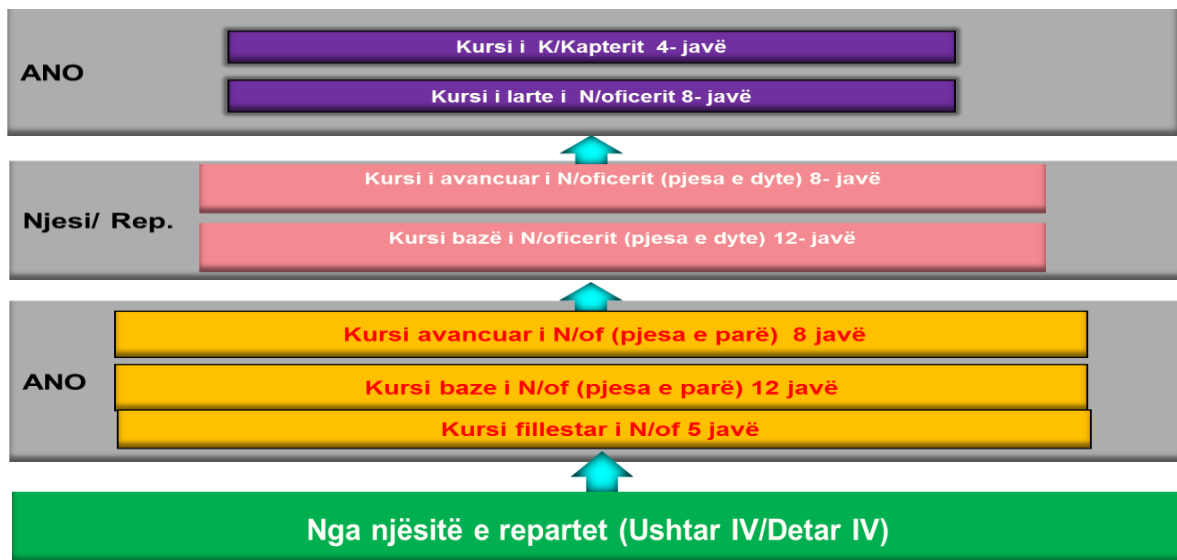 ANO
Kursi i K/Kapterit 4- javë
Kursi i larte i N/oficerit 8- javë
Njesi/ Rep.
Kursi i avancuar i N/oficerit (pjesa e dyte) 8- javë
Kursi bazë i N/oficerit (pjesa e dyte) 12- javë
ANO
Kursi avancuar i N/of (pjesa e parë) 8 javë
Kursi baze i N/of (pjesa e parë) 12 javë
Kursi fillestar i N/of 5 javë
Nga njësitë e repartet (Ushtar IV/Detar IV)